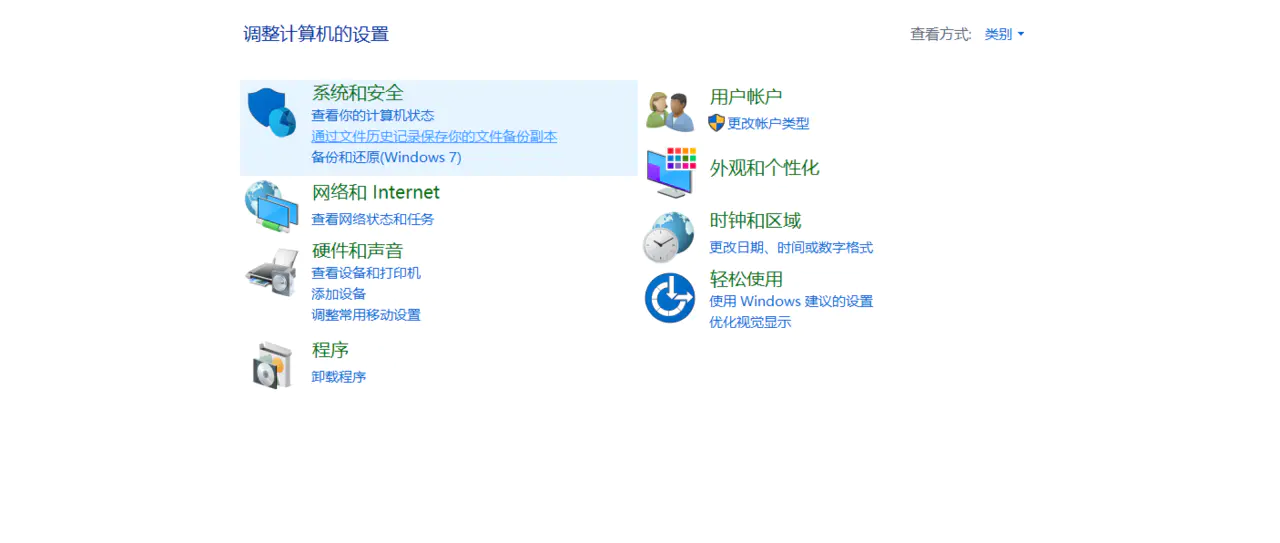 调整计算机的设置
查看方式: 类别
系统和安全
查看你的计算机状态
通过文件历史记录保存你的文件备份副本
备份和还原(Windows 7)
网络和 Internet
查看网络状态和任务
硬件和声音
查看设备和打印机
添加设备
调整常用移动设置
程序
卸载程序
用户帐户
更改帐户类型
外观和个性化
时钟和区域
更改日期、时间或数字格式
轻松使用
使用 Windows 建议的设置
优化视觉显示